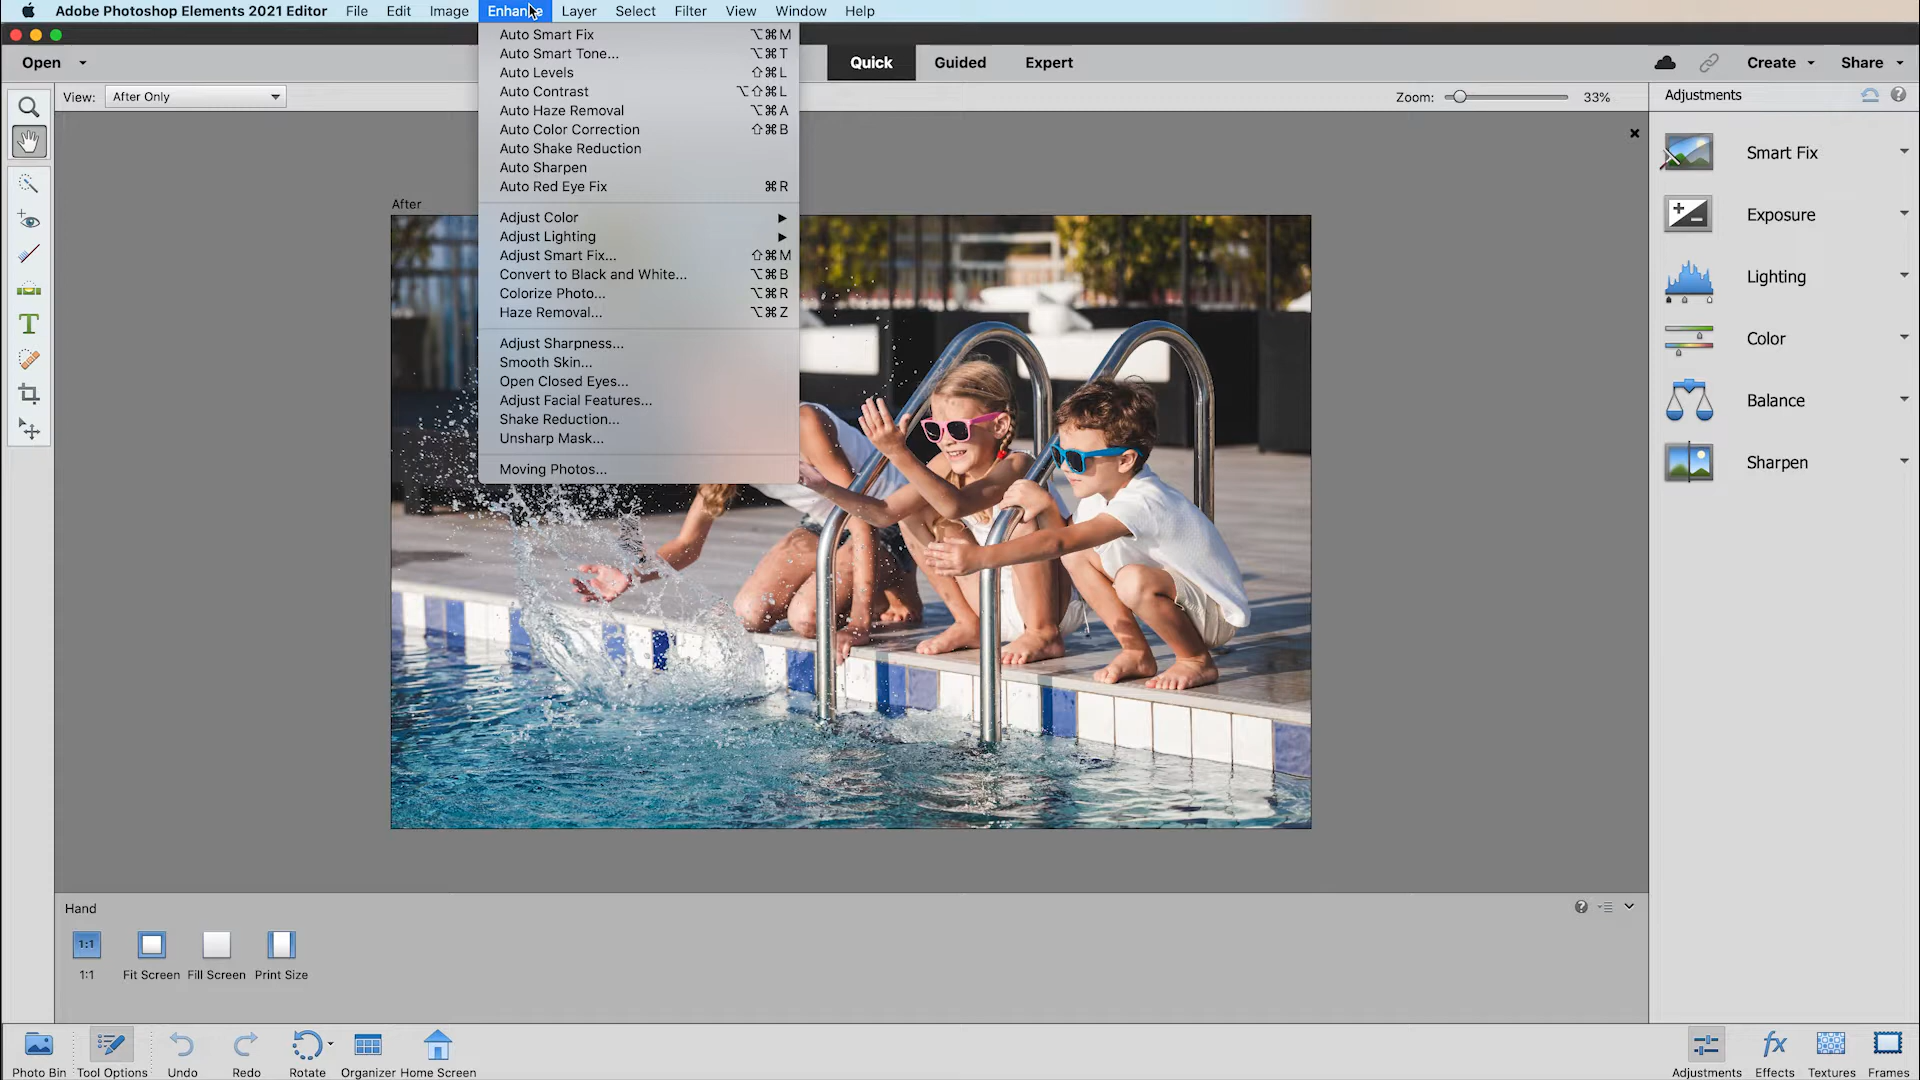 Adobe Photoshop Elements 2021 Editor File Edit Image Enhance Layer Select Filter View Window Help
Open Quick Guided Expert Create Share
View: After Only Zoom: 33% Adjustments
Auto Smart Fix ⌥⌘M
Auto Smart Tone... ⌥⌘T
Auto Levels ⇧⌘L
Auto Contrast ⌥⇧⌘L
Auto Haze Removal ⌥⌘A
Auto Color Correction ⇧⌘B
Auto Shake Reduction
Auto Sharpen
Auto Red Eye Fix ⌘R
Adjust Color
Adjust Lighting
Adjust Smart Fix... ⇧⌘M
Convert to Black and White... ⌥⌘B
Colorize Photo... ⌥⌘R
Haze Removal... ⌥⌘Z
Adjust Sharpness...
Smooth Skin...
Open Closed Eyes...
Adjust Facial Features...
Shake Reduction...
Unsharp Mask...
Moving Photos...
After
Smart Fix
Exposure
Lighting
Color
Balance
Sharpen
Hand
1:1
1:1 Fit Screen Fill Screen Print Size
Photo Bin Tool Options Undo Redo Rotate Organizer Home Screen Adjustments Effects Textures Frames